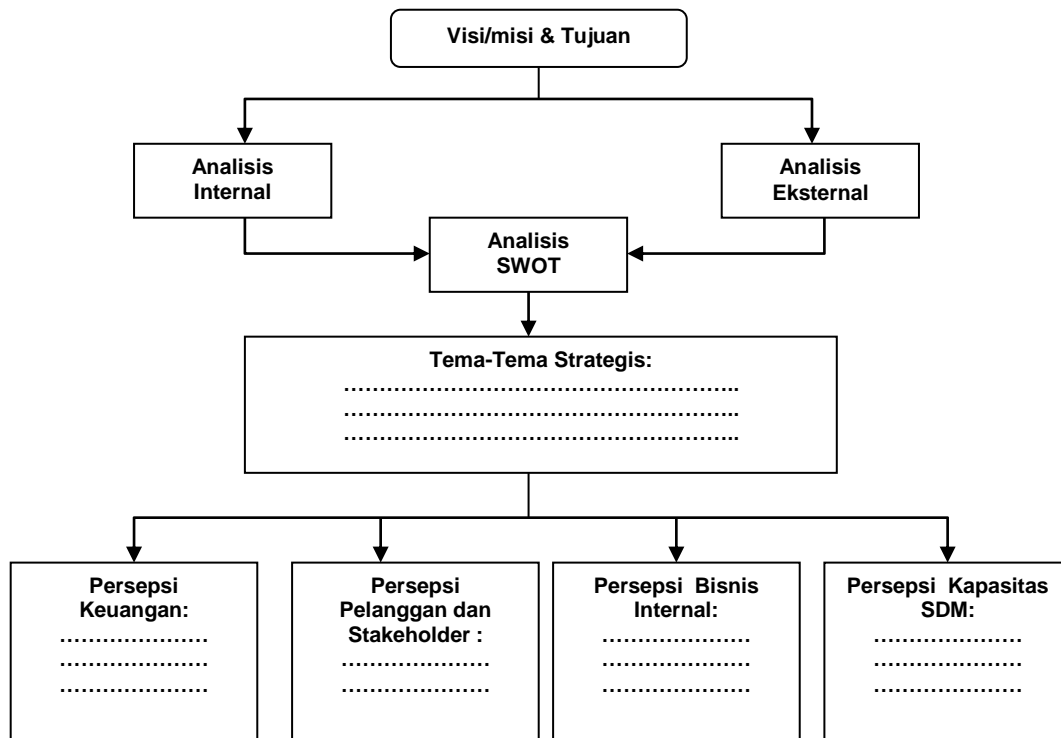 Visi/misi & Tujuan
Analisis
Internal
Analisis
Eksternal
Analisis
SWOT
Tema-Tema Strategis:
………………………………………………..
………………………………………………..
………………………………………………..
Persepsi
Keuangan:
…………………
…………………
…………………
Persepsi
Pelanggan dan
Stakeholder :
…………………
…………………
Persepsi  Bisnis
Internal:
…………………
…………………
…………………
Persepsi  Kapasitas
SDM:
…………………
…………………
…………………